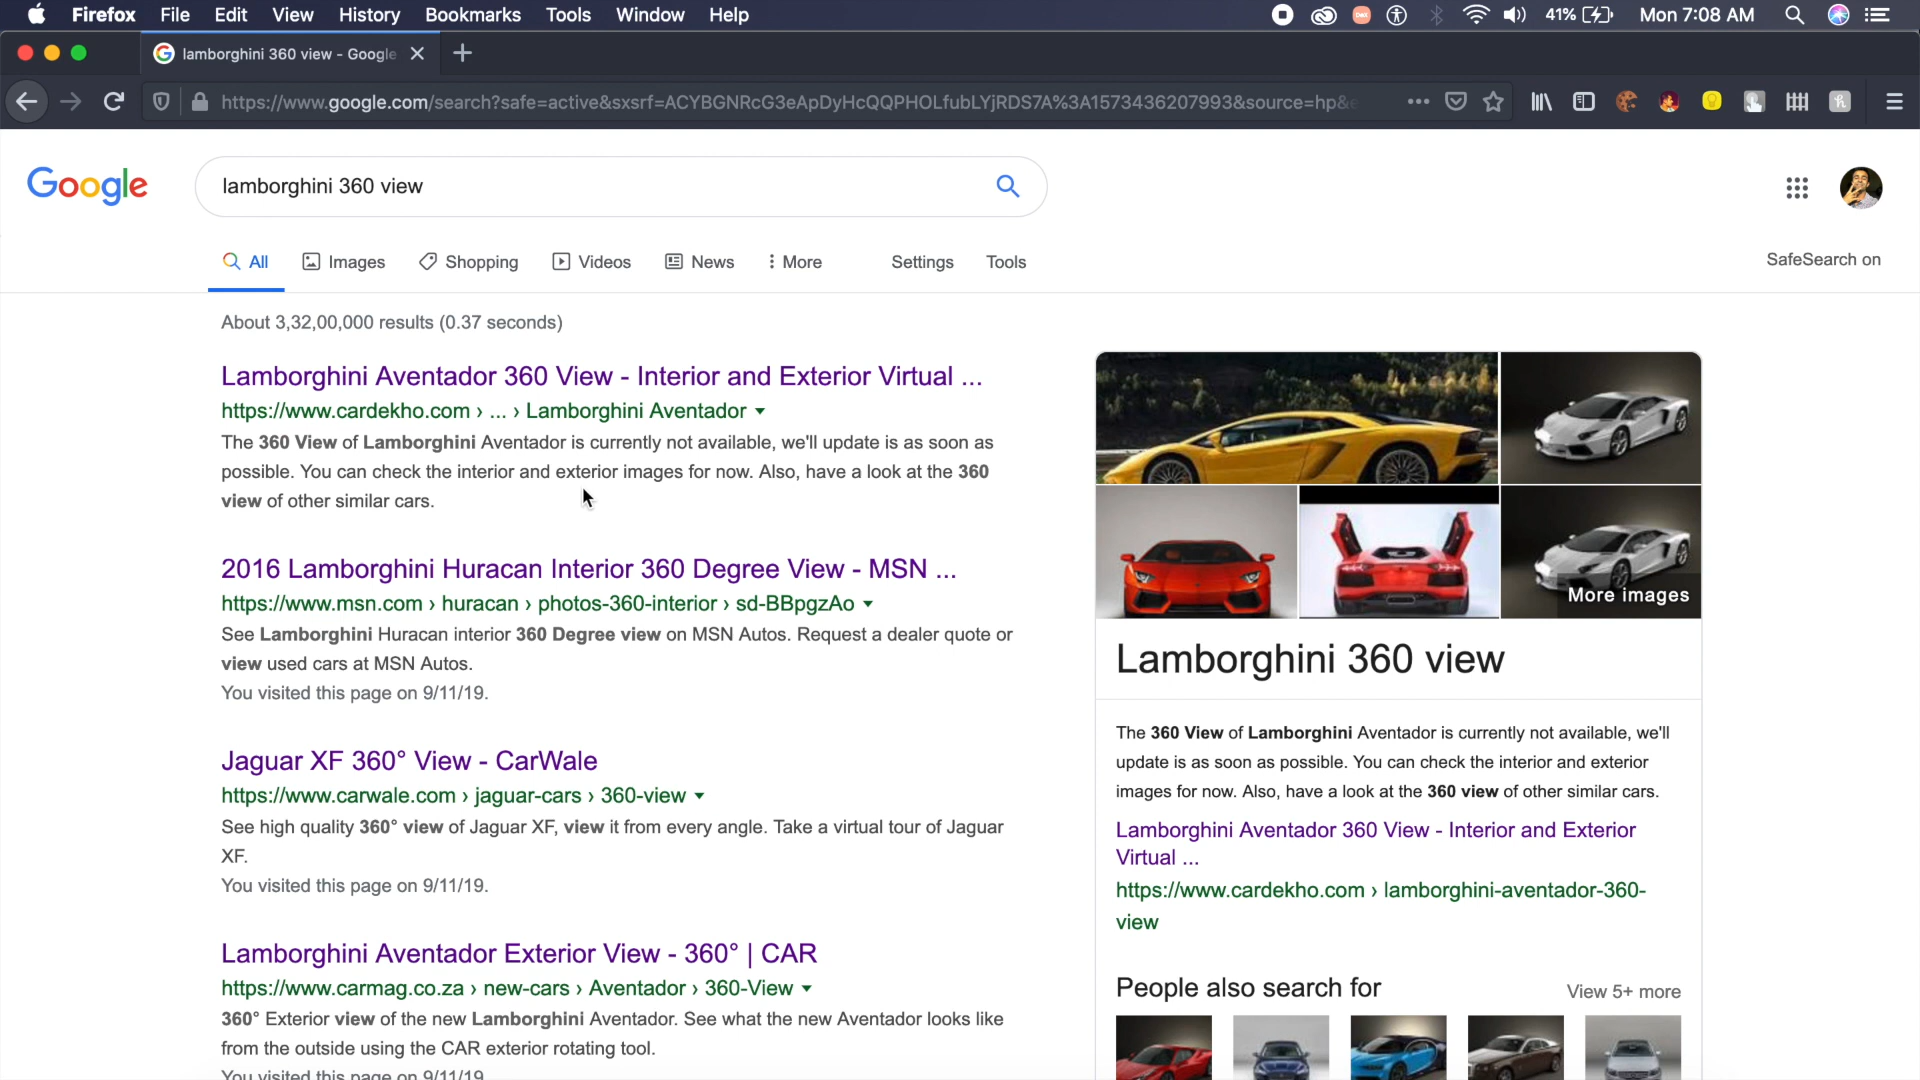 Firefox File Edit View History Bookmarks Tools Window Help 41% Mon 7:08 AM
lamborghini 360 view - Google
https://www.google.com/search?safe=active&sxsrf=ACYBGNRcG3eApDyHcQQPHOLfubLYjRDS7A%3A1573436207993&source=hp&e
Google
lamborghini 360 view
All Images Shopping Videos News More Settings Tools SafeSearch on
About 3,32,00,000 results (0.37 seconds)
Lamborghini Aventador 360 View - Interior and Exterior Virtual ...
https://www.cardekho.com › ... › Lamborghini Aventador
The 360 View of Lamborghini Aventador is currently not available, we'll update is as soon as
possible. You can check the interior and exterior images for now. Also, have a look at the 360
view of other similar cars.
2016 Lamborghini Huracan Interior 360 Degree View - MSN ...
https://www.msn.com › huracan › photos-360-interior › sd-BBpgzAo
See Lamborghini Huracan interior 360 Degree view on MSN Autos. Request a dealer quote or
view used cars at MSN Autos.
You visited this page on 9/11/19.
Jaguar XF 360° View - CarWale
https://www.carwale.com › jaguar-cars › 360-view
See high quality 360° view of Jaguar XF, view it from every angle. Take a virtual tour of Jaguar
XF.
You visited this page on 9/11/19.
Lamborghini Aventador Exterior View - 360° | CAR
https://www.carmag.co.za › new-cars › Aventador › 360-View
360° Exterior view of the new Lamborghini Aventador. See what the new Aventador looks like
from the outside using the CAR exterior rotating tool.
You visited this page on 9/11/19.
More images
Lamborghini 360 view
The 360 View of Lamborghini Aventador is currently not available, we'll
update is as soon as possible. You can check the interior and exterior
images for now. Also, have a look at the 360 view of other similar cars.
Lamborghini Aventador 360 View - Interior and Exterior
Virtual ...
https://www.cardekho.com › lamborghini-aventador-360-
view
People also search for View 5+ more